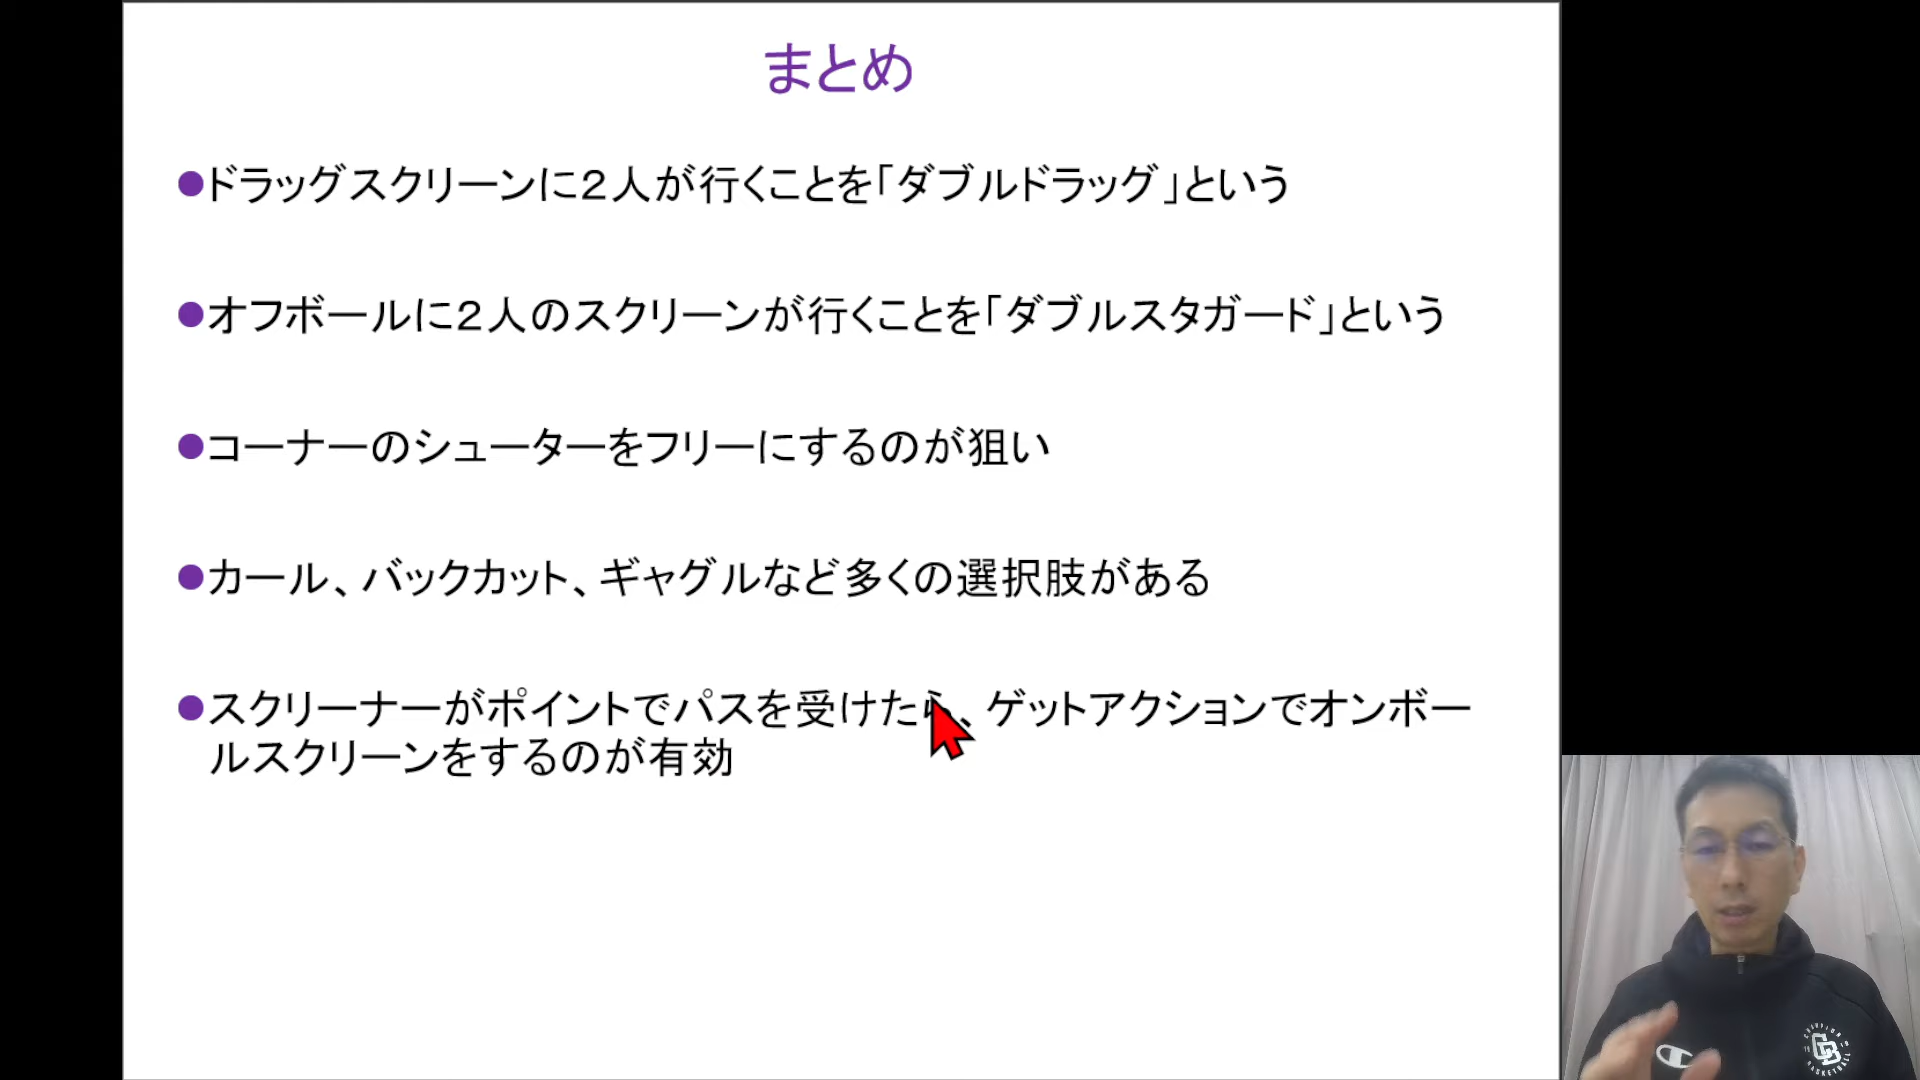 まとめ
●ドラッグスクリーンに２人が行くことを「ダブルドラッグ」という
●オフボールに２人のスクリーンが行くことを「ダブルスタガード」という
●コーナーのシューターをフリーにするのが狙い
●カール、バックカット、ギャグルなど多くの選択肢がある
●スクリーナーがポイントでパスを受けたら、ゲットアクションでオンボー
ルスクリーンをするのが有効